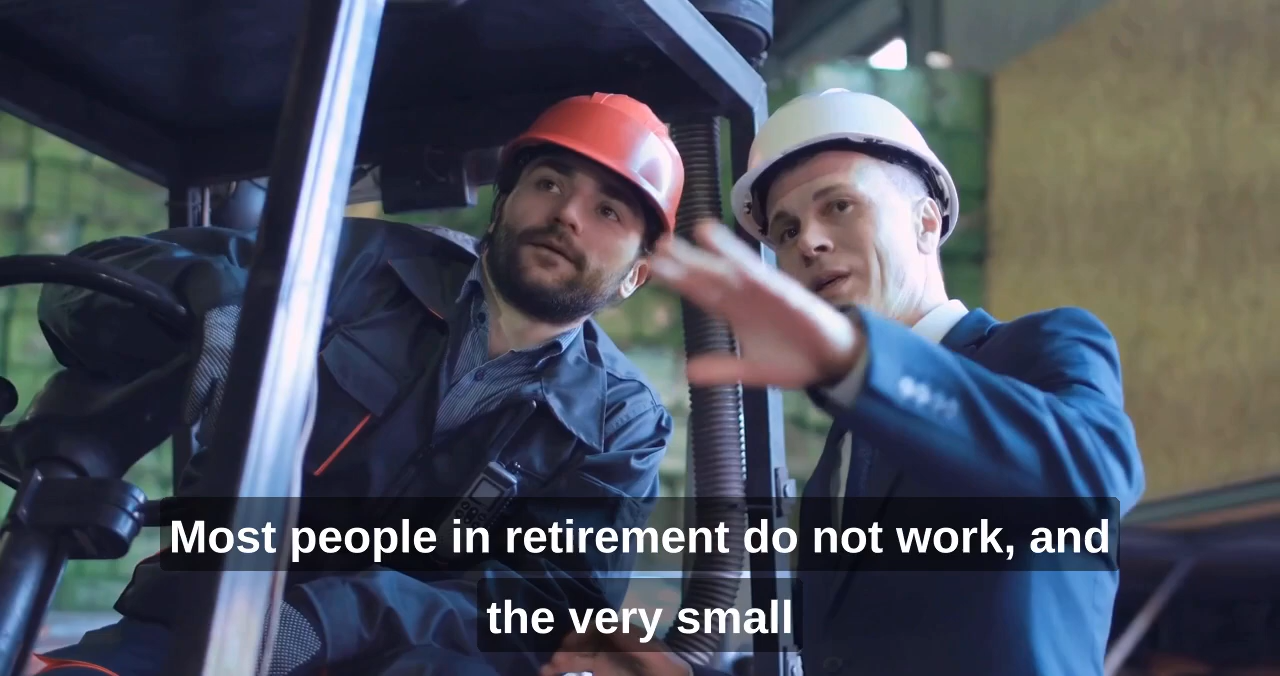 Most people in retirement do not work, and
the very small